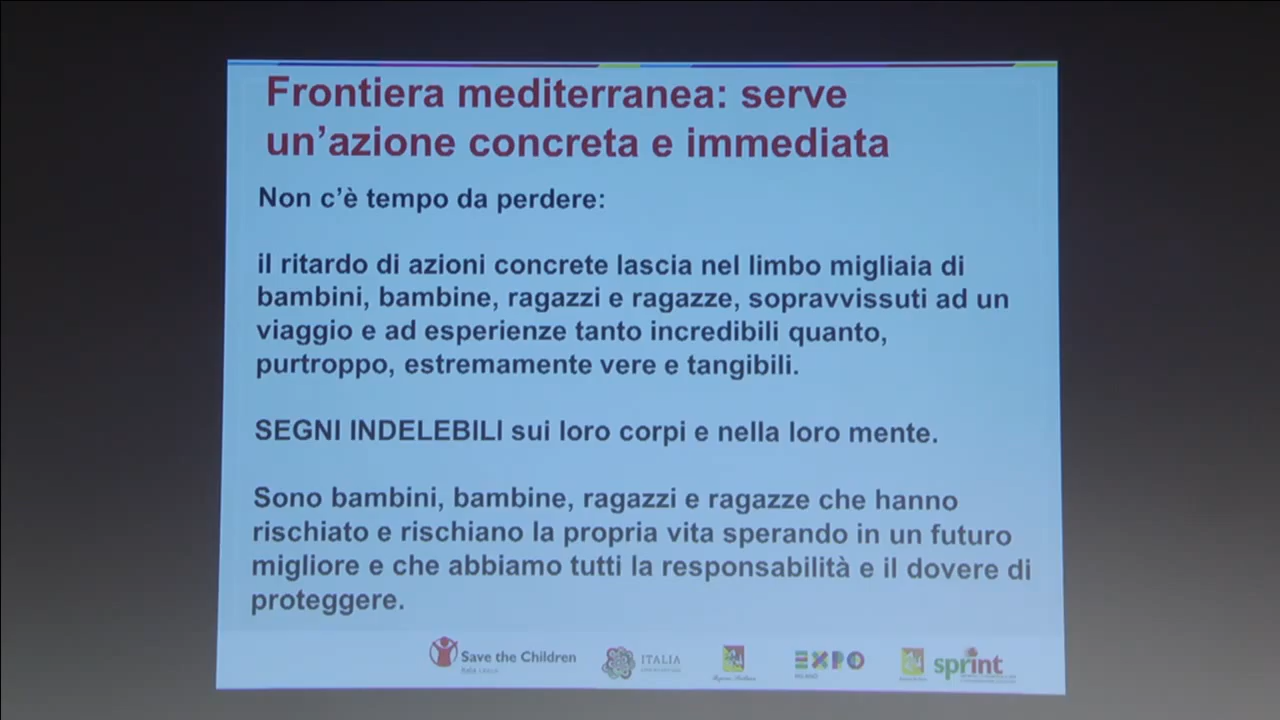 Frontiera mediterranea: serve
un’azione concreta e immediata
Non c’è tempo da perdere:
il ritardo di azioni concrete lascia nel limbo migliaia di
bambini, bambine, ragazzi e ragazze, sopravvissuti ad un
viaggio e ad esperienze tanto incredibili quanto,
purtroppo, estremamente vere e tangibili.
SEGNI INDELEBILI sui loro corpi e nella loro mente.
Sono bambini, bambine, ragazzi e ragazze che hanno
rischiato e rischiano la propria vita sperando in un futuro
migliore e che abbiamo tutti la responsabilità e il dovere di
proteggere.
Save the Children
ITALIA
EXPO
MILANO
sprint